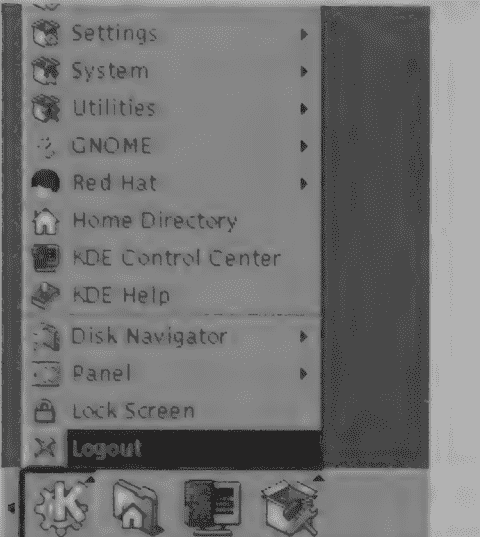 Settings
System
Utilities
GNOME
Red Hat
Home Directory
KDE Control Center
KDE Help
Disk Navigator
Panel
Lock Screen
Logout
K